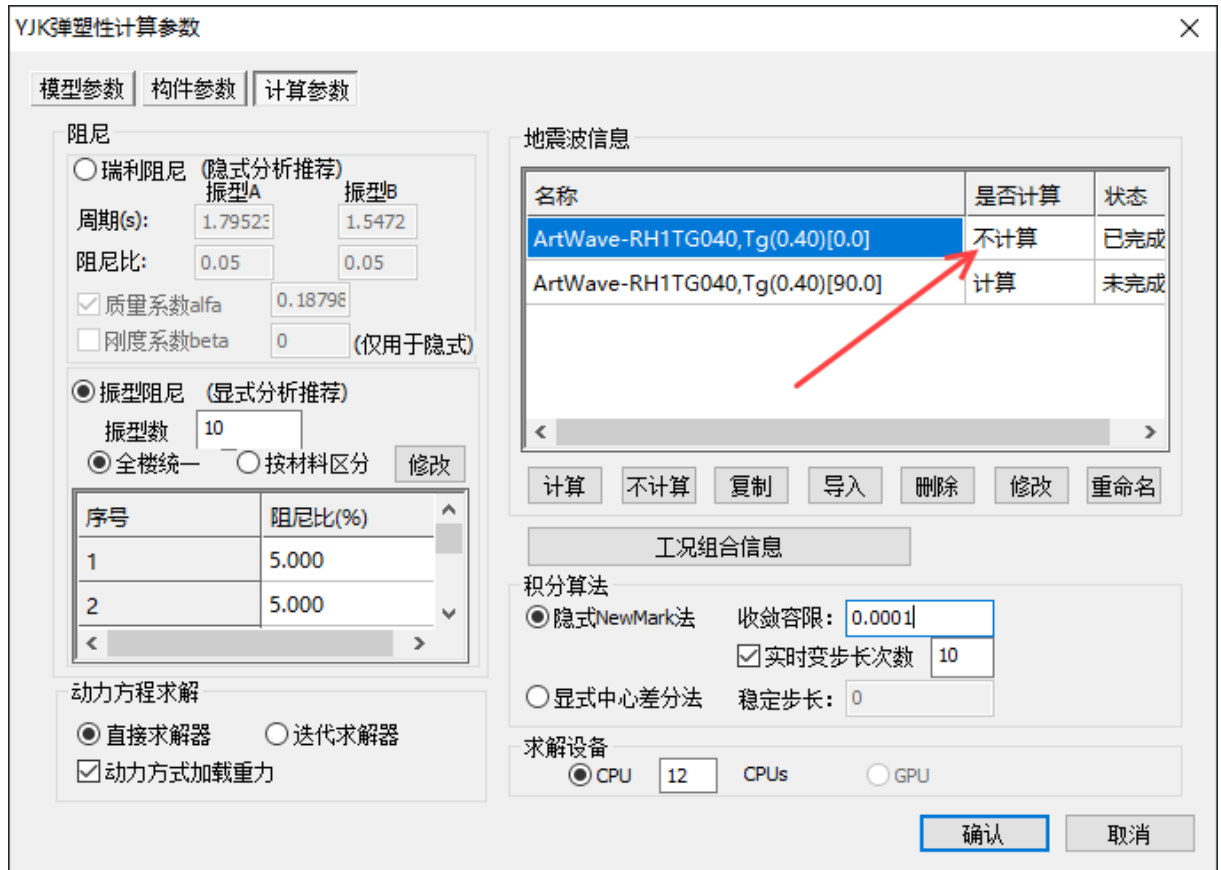 YJK弹塑性计算参数
模型参数 构件参数 计算参数
阻尼
瑞利阻尼 (隐式分析推荐)
振型A 振型B
周期(s): 1.79523 1.5472
阻尼比: 0.05 0.05
质量系数alfa 0.18798
刚度系数beta 0 (仅用于隐式)
振型阻尼 (显式分析推荐)
振型数 10
全楼统一 按材料区分 修改
序号 阻尼比(%)
1 5.000
2 5.000
动力方程求解
直接求解器 迭代求解器
动力方式加载重力
地震波信息
名称 是否计算 状态
ArtWave-RH1TG040,Tg(0.40)[0.0] 不计算 已完成
ArtWave-RH1TG040,Tg(0.40)[90.0] 计算 未完成
计算 不计算 复制 导入 删除 修改 重命名
工况组合信息
积分算法
隐式NewMark法 收敛容限: 0.0001
实时变步长次数 10
显式中心差分法 稳定步长: 0
求解设备
CPU 12 CPUs GPU
确认 取消